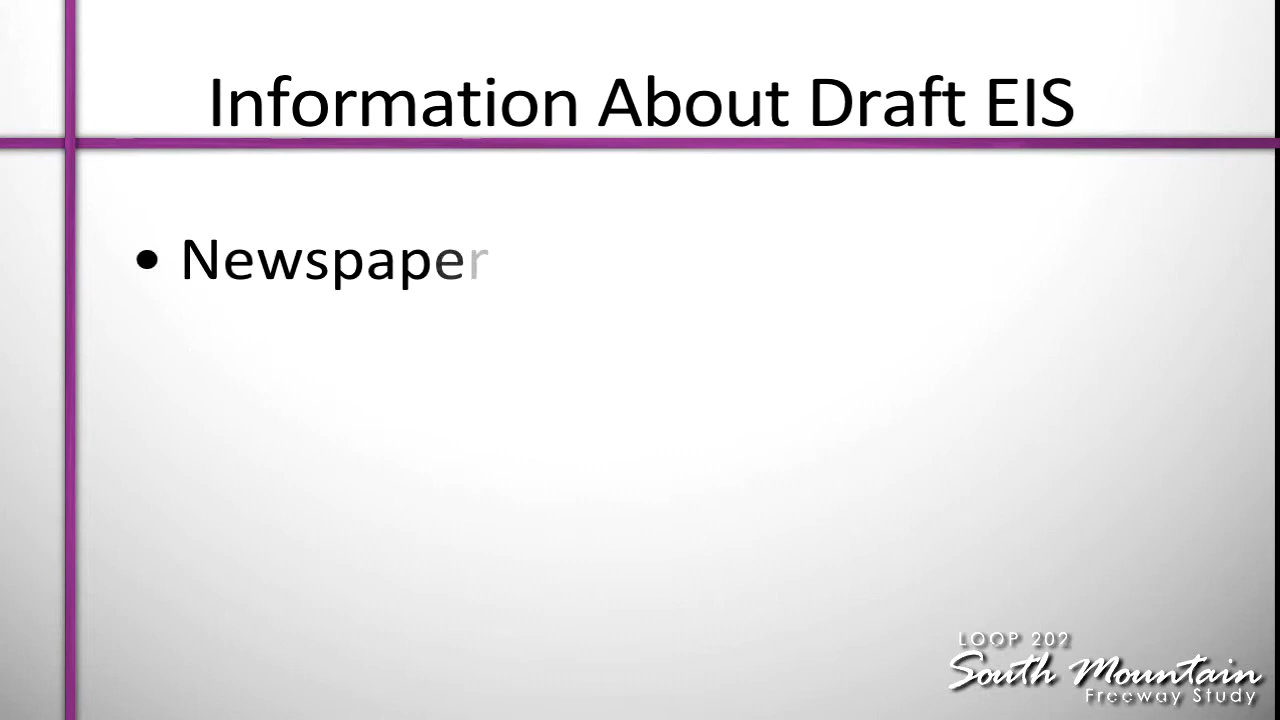 Information About Draft EIS
• Newspaper
LOOP 202
South Mountain
Freeway Study